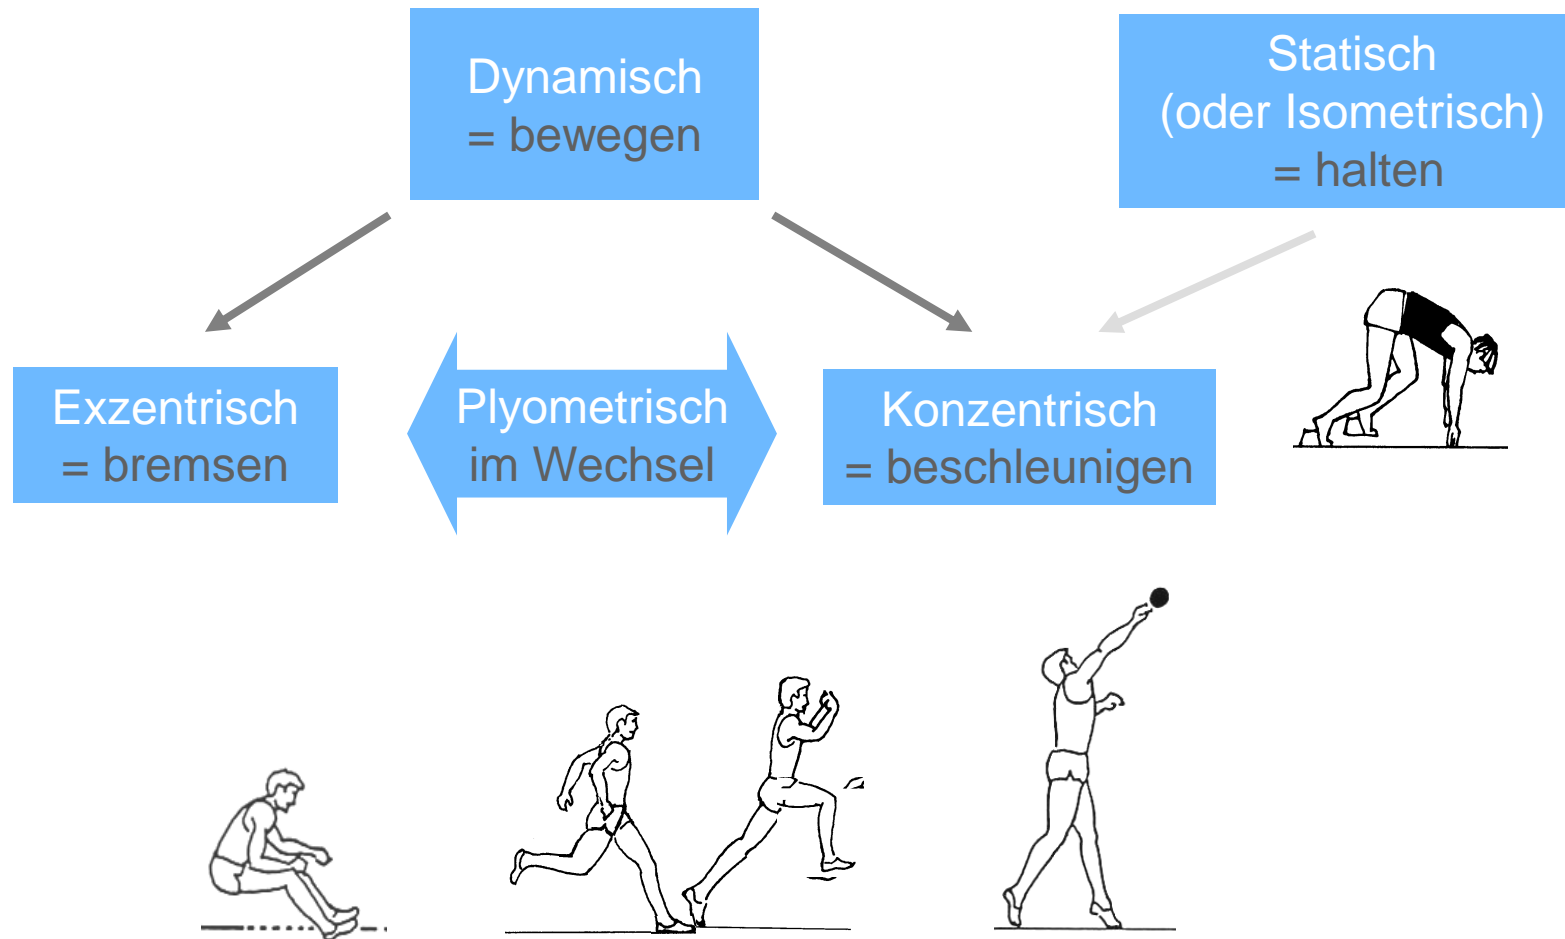 Dynamisch
= bewegen
Statisch
(oder Isometrisch)
= halten
Exzentrisch
= bremsen
Plyometrisch
im Wechsel
Konzentrisch
= beschleunigen